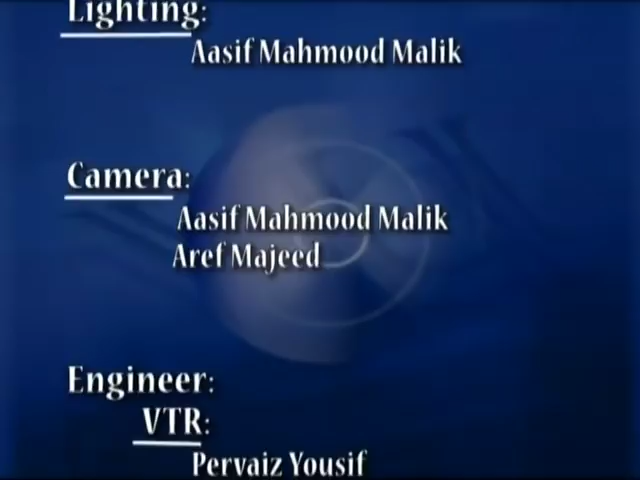 Lighting:
Aasif Mahmood Malik
Camera:
Aasif Mahmood Malik
Aref Majeed
Engineer:
VTR:
Pervaiz Yousif